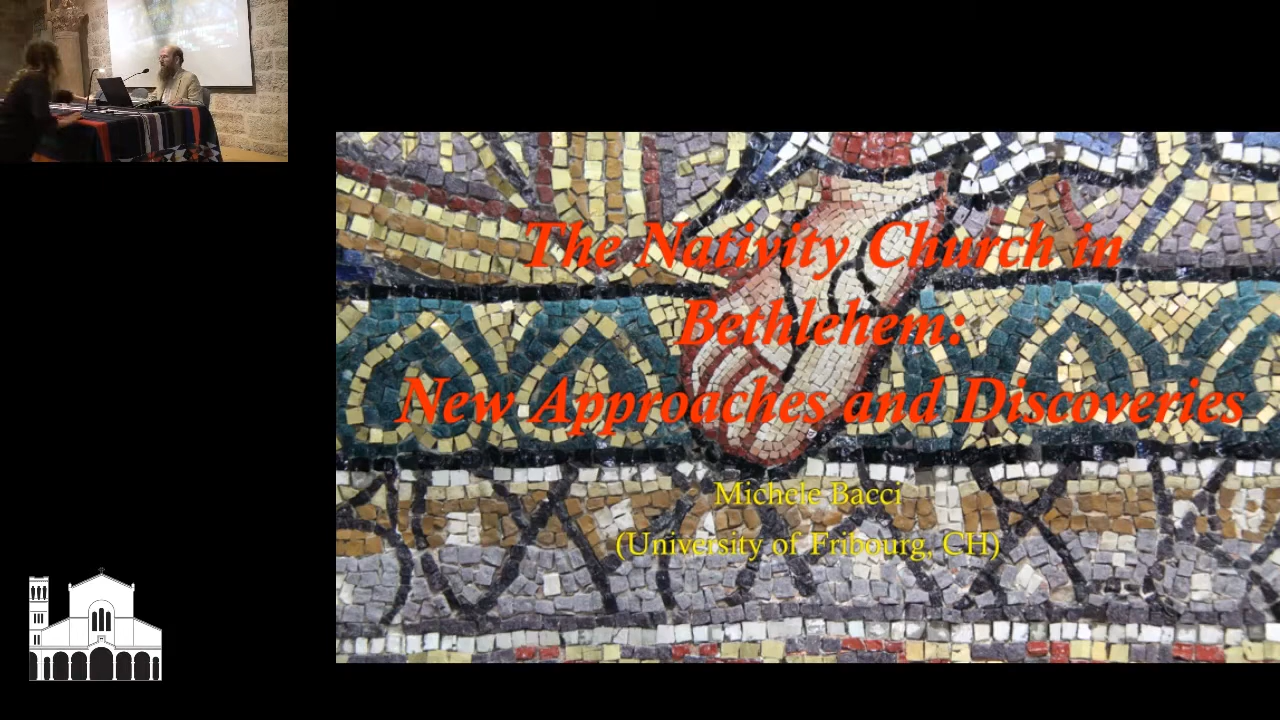 The Nativity Church in
Bethlehem:
New Approaches and Discoveries
Michele Bacci
(University of Fribourg, CH)